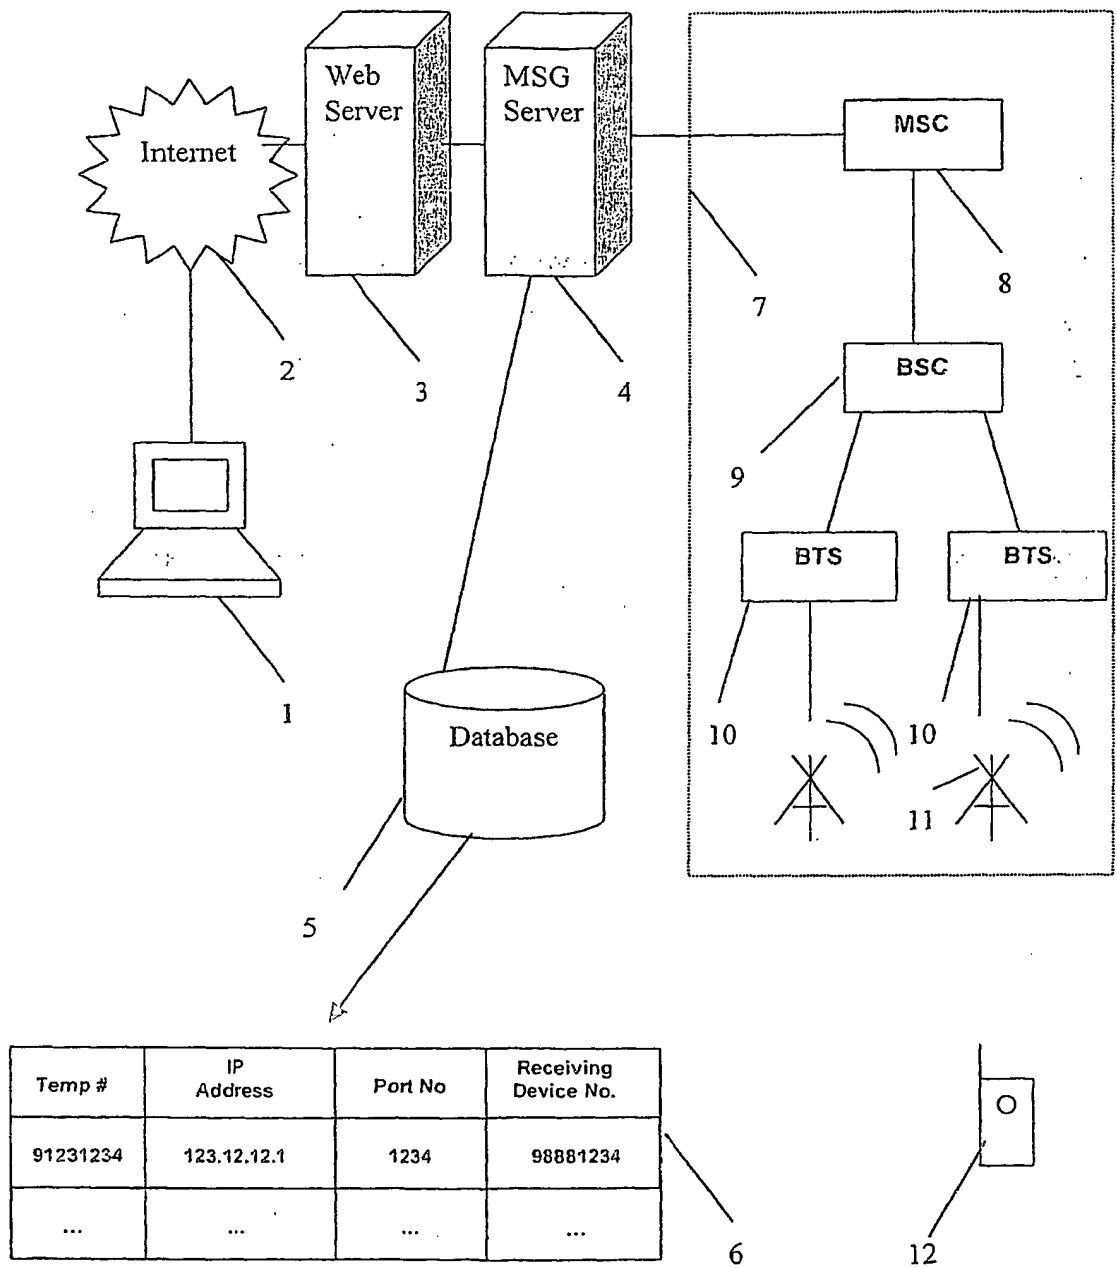 Web
Server
MSG
Server
MSC
Internet
8
7
2
3
4
BSC
9
BTS
BTS
1
10
10
Database
11
5
Temp #
IP
Address
Port No
Receiving
Device No.
91231234
123.12.12.1
1234
98881234
...
...
...
...
6
12